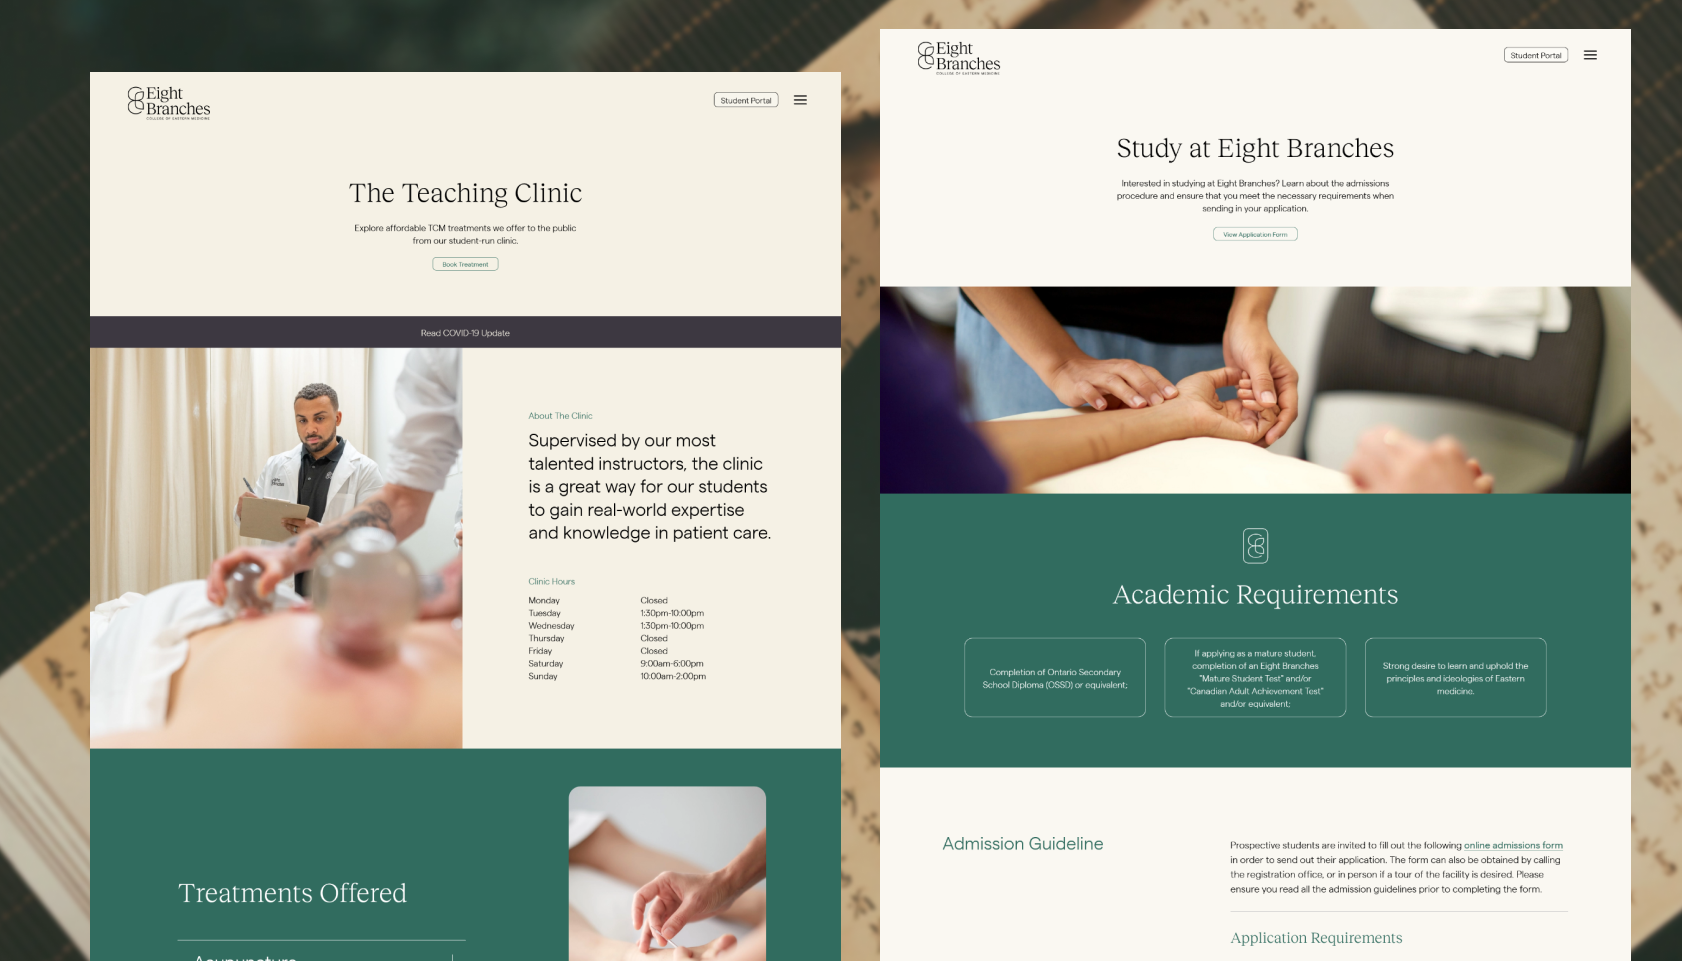 Eight
Branches
COLLEGE OF EASTERN MEDICINE
Student Portal
The Teaching Clinic
Explore affordable TCM treatments we offer to the public
from our student-run clinic.
Book Treatment
Read COVID-19 Update
About The Clinic
Supervised by our most
talented instructors, the clinic
is a great way for our students
to gain real-world expertise
and knowledge in patient care.
Clinic Hours
Monday Closed
Tuesday 1:30pm-10:00pm
Wednesday 1:30pm-10:00pm
Thursday Closed
Friday Closed
Saturday 9:00am-6:00pm
Sunday 10:00am-2:00pm
Treatments Offered
Acupuncture
Eight
Branches
COLLEGE OF EASTERN MEDICINE
Student Portal
Study at Eight Branches
Interested in studying at Eight Branches? Learn about the admissions
procedure and ensure that you meet the necessary requirements when
sending in your application.
View Application Form
Academic Requirements
Completion of Ontario Secondary
School Diploma (OSSD) or equivalent;
If applying as a mature student,
completion of an Eight Branches
"Mature Student Test" and/or
"Canadian Adult Achievement Test"
and/or equivalent;
Strong desire to learn and uphold the
principles and ideologies of Eastern
medicine.
Admission Guideline
Prospective students are invited to fill out the following online admissions form
in order to send out their application. The form can also be obtained by calling
the registration office, or in person if a tour of the facility is desired. Please
ensure you read all the admission guidelines prior to completing the form.
Application Requirements